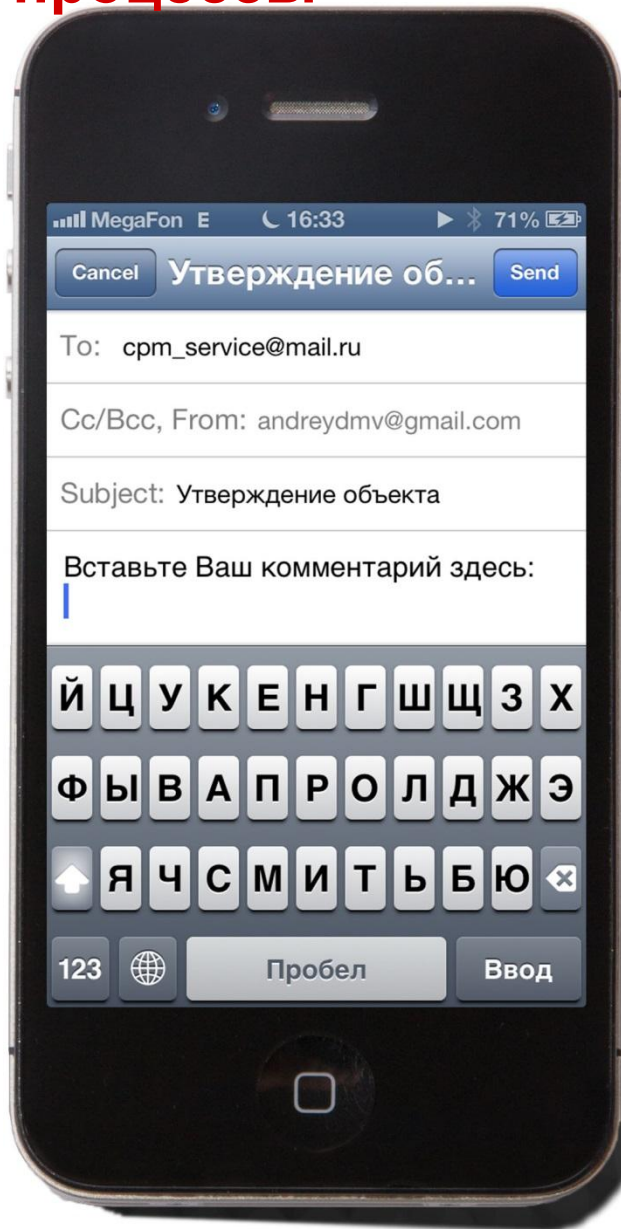 процессы
MegaFon E 16:33 71%
Cancel Утверждение об... Send
To: cpm_service@mail.ru
Cc/Bcc, From: andreydmv@gmail.com
Subject: Утверждение объекта
Вставьте Ваш комментарий здесь:
Й Ц У К Е Н Г Ш Щ З Х
Ф Ы В А П Р О Л Д Ж Э
Я Ч С М И Т Ь Б Ю
123 Пробел Ввод